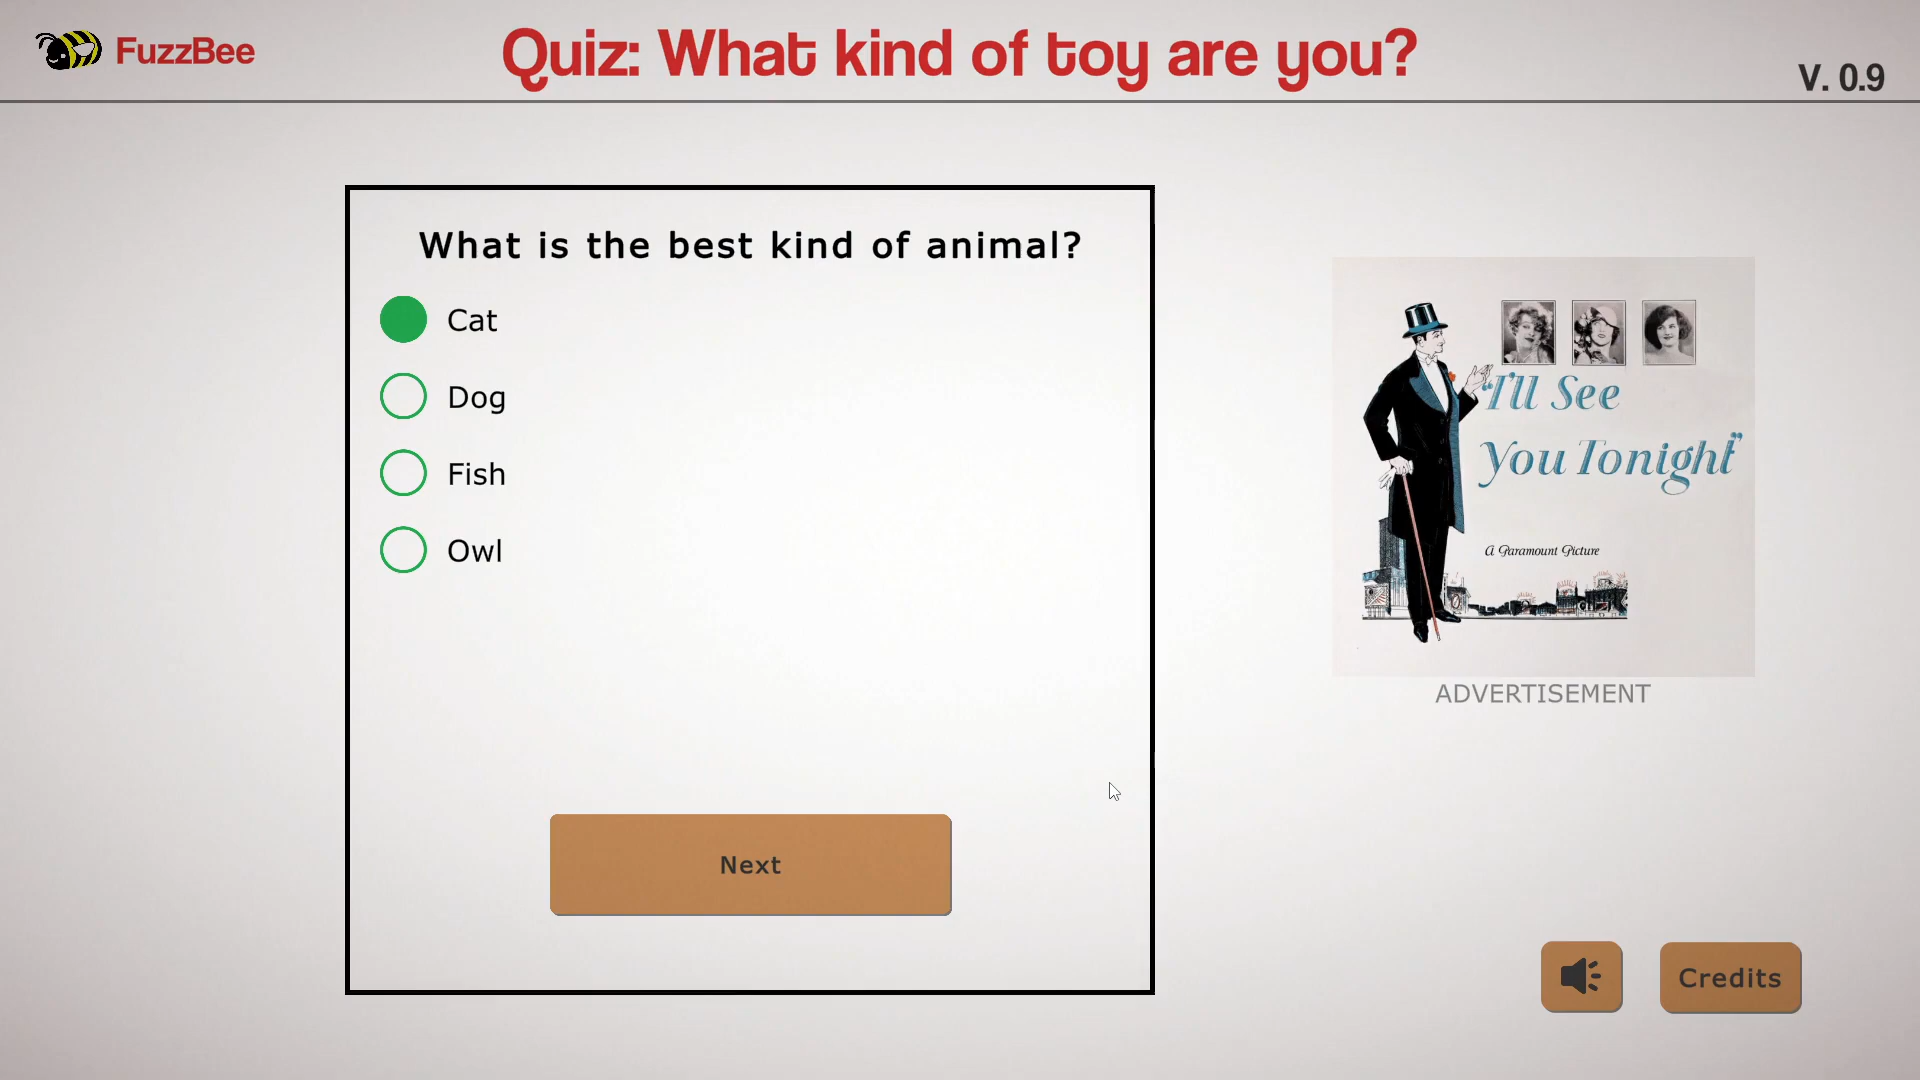 FuzzBee
Quiz: What kind of toy are you?
V. 0.9
What is the best kind of animal?
Cat
Dog
Fish
Owl
Next
"I'll See
You Tonight"
A Paramount Picture
ADVERTISEMENT
Credits